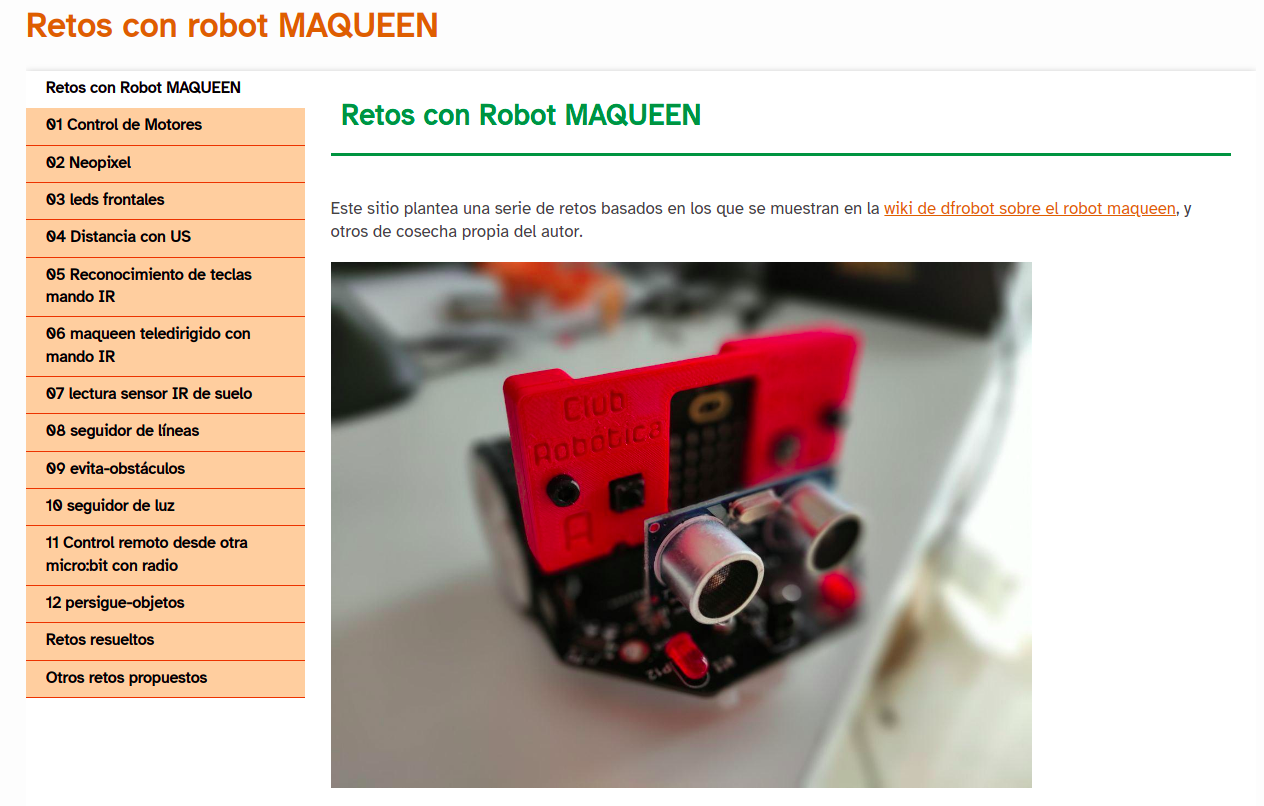 Retos con robot MAQUEEN
Retos con Robot MAQUEEN
01 Control de Motores
02 Neopixel
03 leds frontales
04 Distancia con US
05 Reconocimiento de teclas
mando IR
06 maqueen teledirigido con
mando IR
07 lectura sensor IR de suelo
08 seguidor de líneas
09 evita-obstáculos
10 seguidor de luz
11 Control remoto desde otra
micro:bit con radio
12 persigue-objetos
Retos resueltos
Otros retos propuestos
Retos con Robot MAQUEEN
Este sitio plantea una serie de retos basados en los que se muestran en la wiki de dfrobot sobre el robot maqueen, y
otros de cosecha propia del autor.
Club
Robótica
A
P12